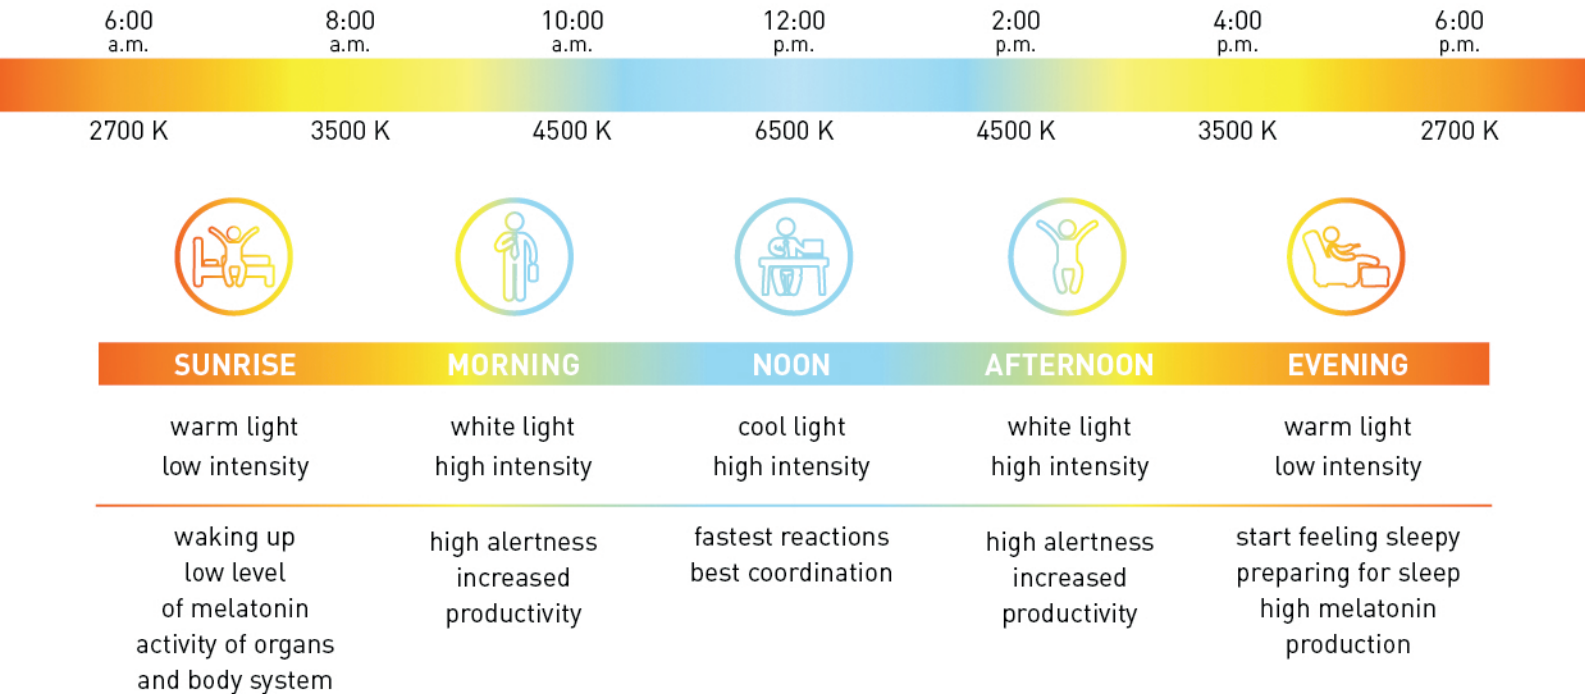 6:00 8:00 10:00 12:00 2:00 4:00 6:00
a.m. a.m. a.m. p.m. p.m. p.m. p.m.
2700 K 3500 K 4500 K 6500 K 4500 K 3500 K 2700 K
SUNRISE MORNING NOON AFTERNOON EVENING
warm light
low intensity
waking up
low level
of melatonin
activity of organs
and body system
white light
high intensity
high alertness
increased
productivity
cool light
high intensity
fastest reactions
best coordination
white light
high intensity
high alertness
increased
productivity
warm light
low intensity
start feeling sleepy
preparing for sleep
high melatonin
production